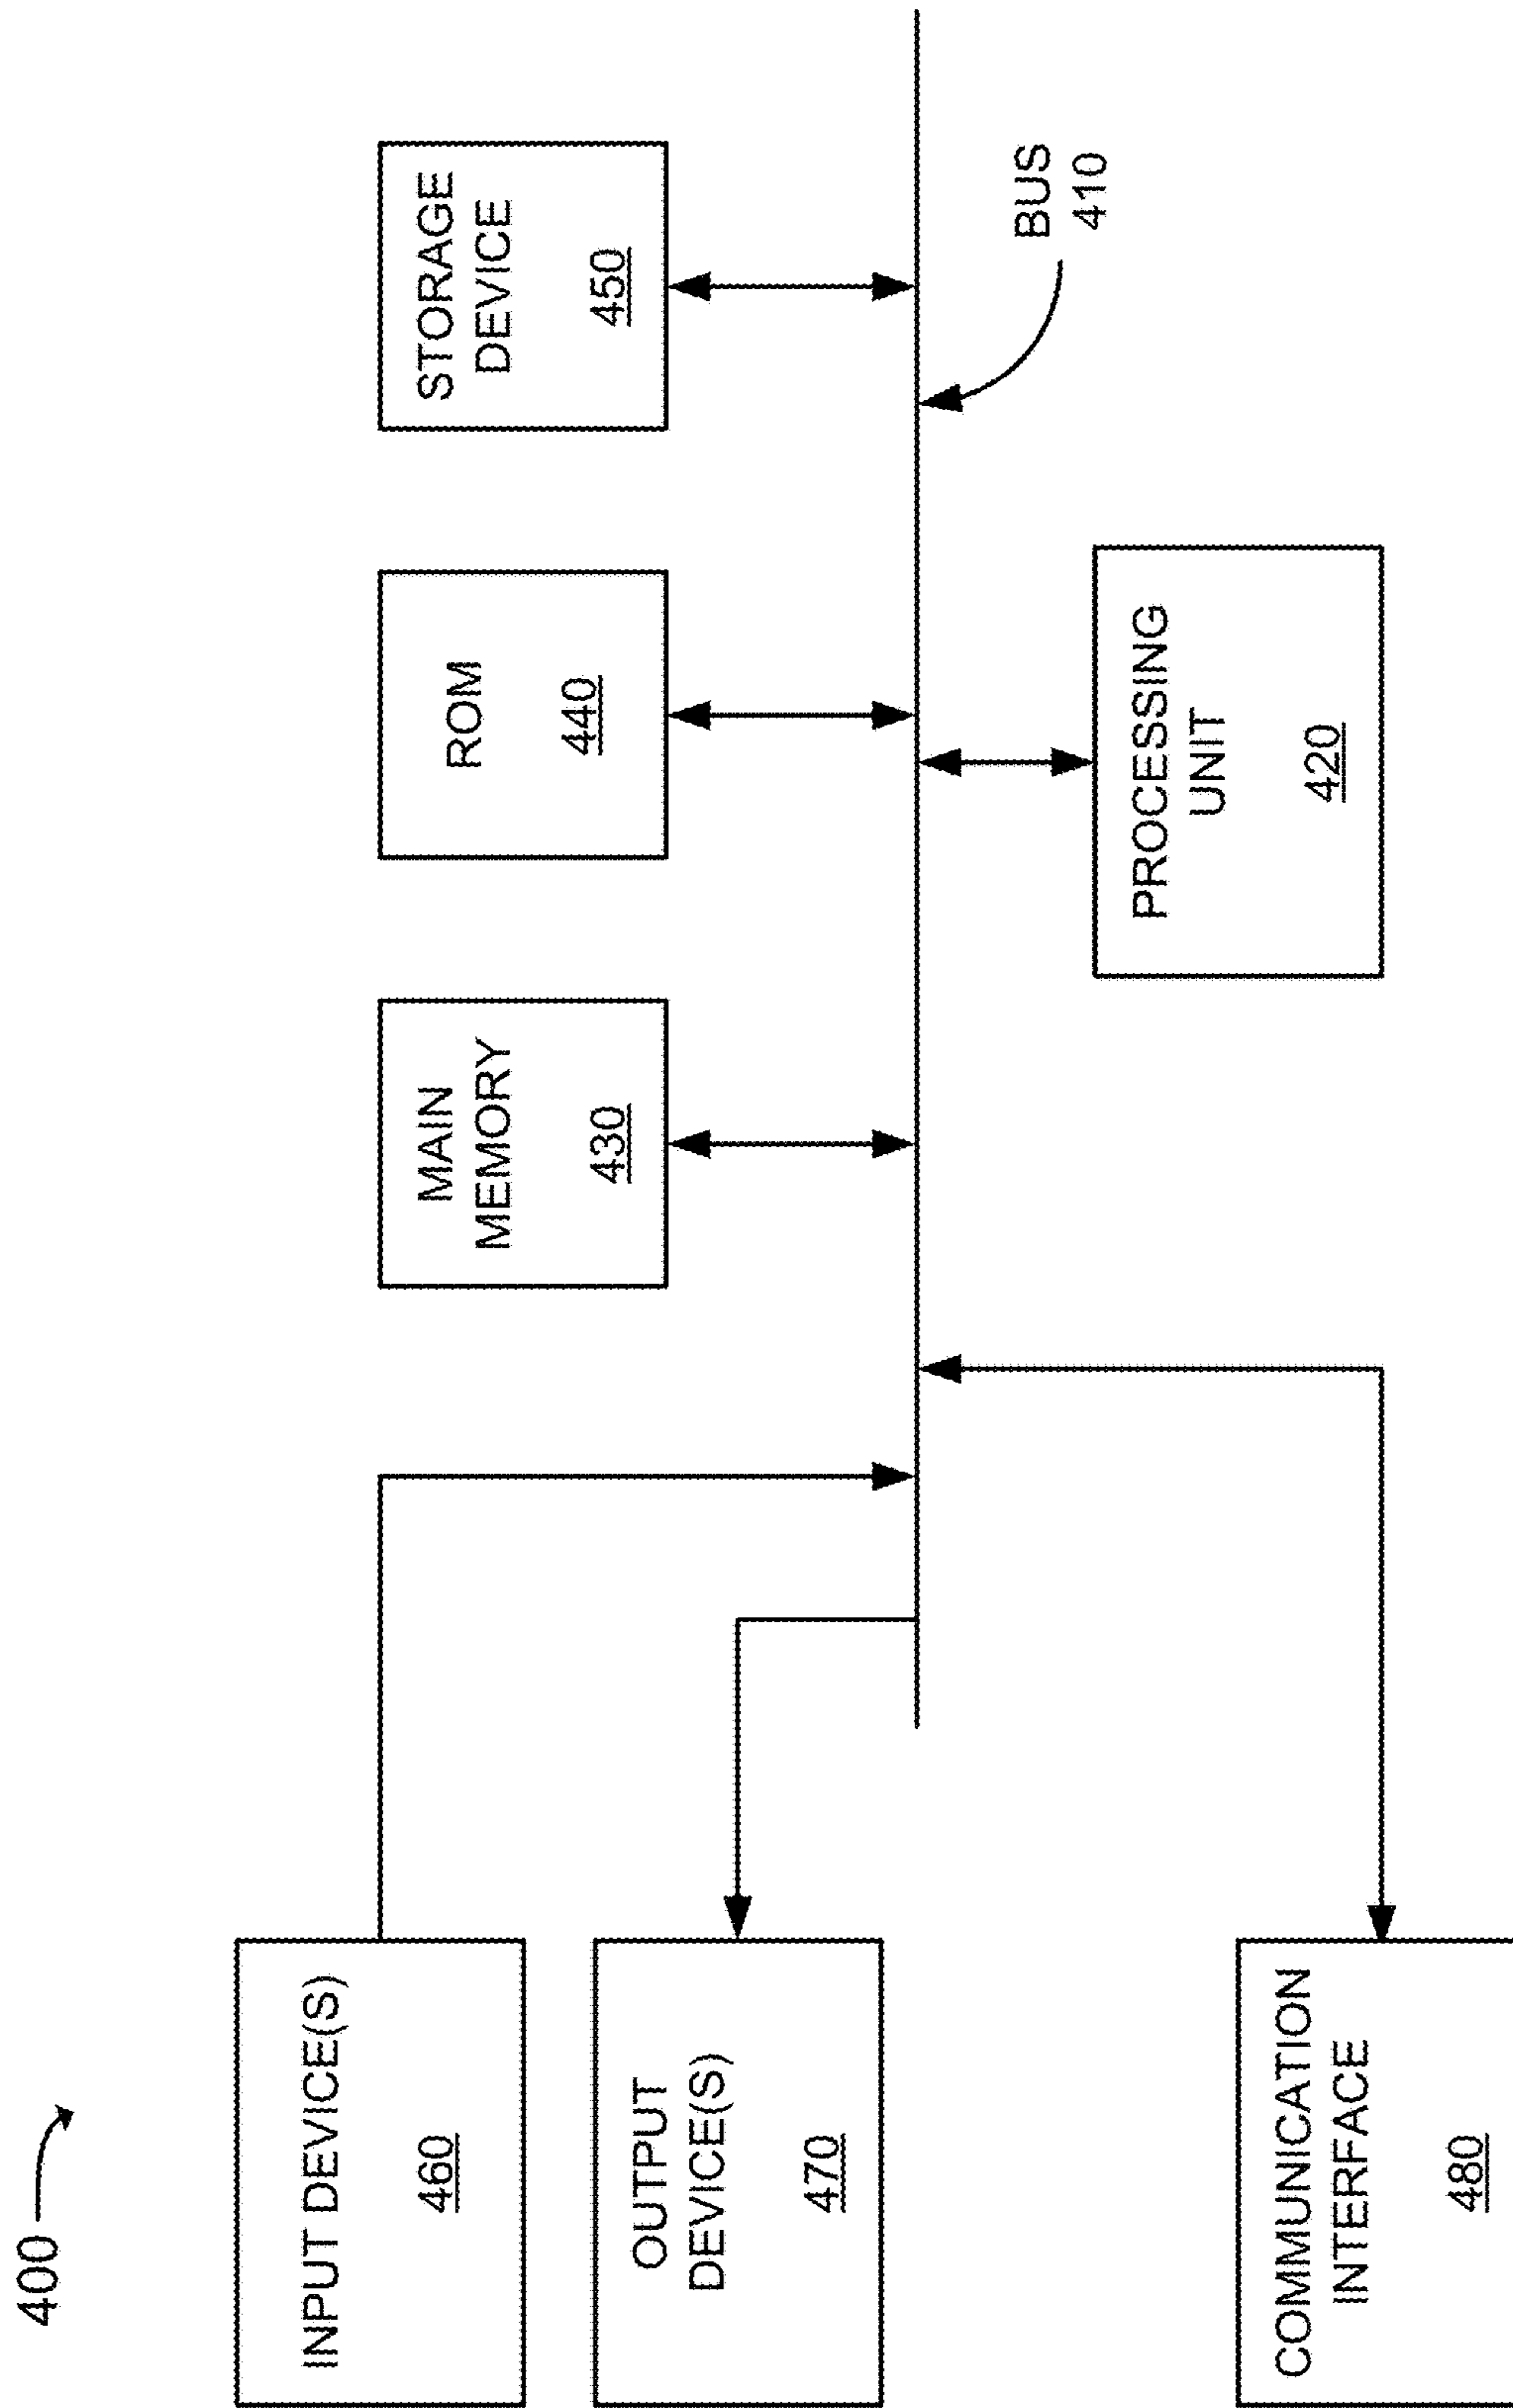 400
INPUT DEVICE(S)
460
OUTPUT
DEVICE(S)
470
COMMUNICATION
INTERFACE
480
MAIN
MEMORY
430
ROM
440
STORAGE
DEVICE
450
PROCESSING
UNIT
420
BUS
410